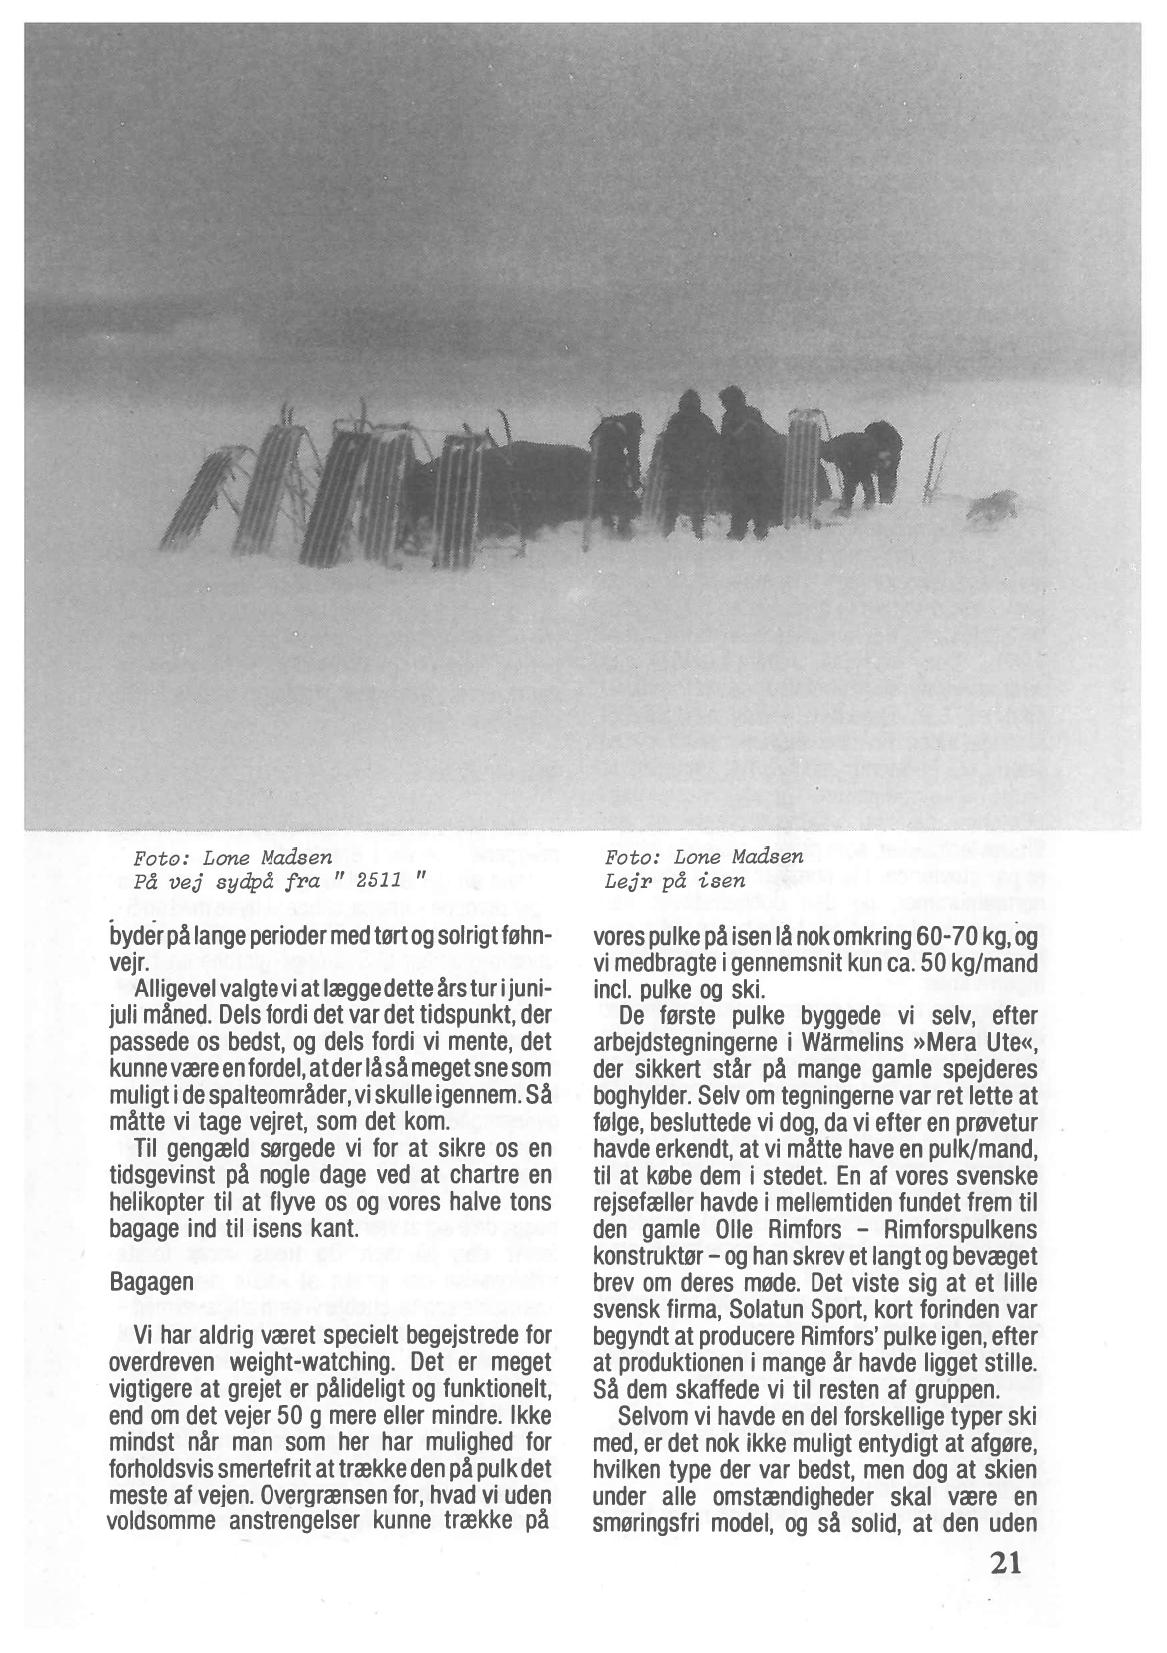 Foto: Lone Madsen
På vej sydpå fra " 2511 "
Foto: Lone Madsen
Lejr på isen
byder på lange perioder med tørt og solrigt føhn-
vejr.
Alligevel valgte vi at lægge dette års tur i juni-
juli måned. Dels fordi det var det tidspunkt, der
passede os bedst, og dels fordi vi mente, det
kunne være en fordel, at der lå så meget sne som
muligt i de spalteområder, vi skulle igennem. Så
måtte vi tage vejret, som det kom.
Til gengæld sørgede vi for at sikre os en
tidsgevinst på nogle dage ved at chartre en
helikopter til at flyve os og vores halve tons
bagage ind til isens kant.
Bagagen
Vi har aldrig været specielt begejstrede for
overdreven weight-watching. Det er meget
vigtigere at grejet er pålideligt og funktionelt,
end om det vejer 50 g mere eller mindre. Ikke
mindst når man som her har mulighed for
forholdsvis smertefrit at trække den på pulk det
meste af vejen. Overgrænsen for, hvad vi uden
voldsomme anstrengelser kunne trække på
vores pulke på isen lå nok omkring 60-70 kg, og
vi medbragte i gennemsnit kun ca. 50 kg/mand
incl. pulke og ski.
De første pulke byggede vi selv, efter
arbejdstegningerne i Wärmelins »Mera Ute«,
der sikkert står på mange gamle spejderes
boghylder. Selv om tegningerne var ret lette at
følge, besluttede vi dog, da vi efter en prøvetur
havde erkendt, at vi måtte have en pulk/mand,
til at købe dem i stedet. En af vores svenske
rejsefæller havde i mellemtiden fundet frem til
den gamle Olle Rimfors – Rimforspulkens
konstruktør – og han skrev et langt og bevæget
brev om deres møde. Det viste sig at et lille
svensk firma, Solatun Sport, kort forinden var
begyndt at producere Rimfors' pulke igen, efter
at produktionen i mange år havde ligget stille.
Så dem skaffede vi til resten af gruppen.
Selvom vi havde en del forskellige typer ski
med, er det nok ikke muligt entydigt at afgøre,
hvilken type der var bedst, men dog at skien
under alle omstændigheder skal være en
smøringsfri model, og så solid, at den uden
21